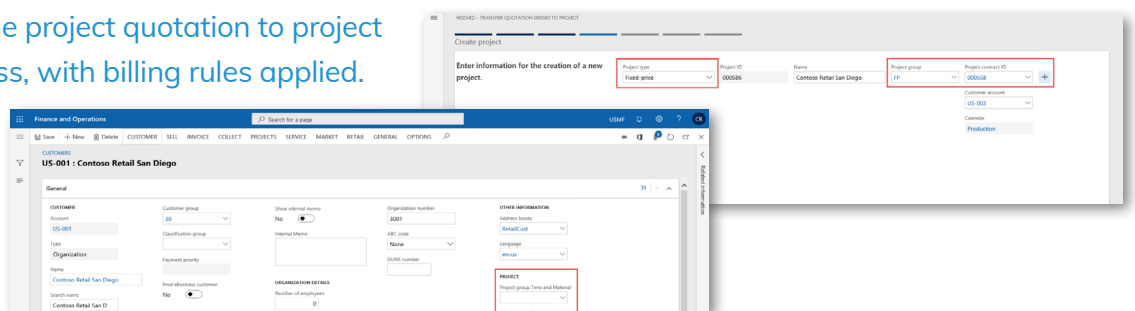 e project quotation to project
ss, with billing rules applied.
WIZARD - TRANSFER QUOTATION 000080 TO PROJECT
Create project
Enter information for the creation of a new
project.
Project type
Fixed-price
Project ID
000586
Name
Contoso Retail San Diego
Project group
FP
Project contract ID
000558
Customer account
US-003
Calendar
Production
Finance and Operations
Search for a page
USMF
?
CR
Save + New Delete CUSTOMER SELL INVOICE COLLECT PROJECTS SERVICE MARKET RETAIL GENERAL OPTIONS
CUSTOMERS
US-001 : Contoso Retail San Diego
Related information
General
30
CUSTOMER
Account
US-001
Type
Organization
Name
Contoso Retail San Diego
Search name
Contoso Retail San D
Customer group
30
Classification group
Payment priority
Prod eBusiness customer
No
Show internal memo
No
Internal Memo
ORGANIZATION DETAILS
Number of employees
0
Organization number
3001
ABC code
None
DUNS number
OTHER INFORMATION
Address books
RetailCust
Language
en-us
PROJECT
Project group Time and Material